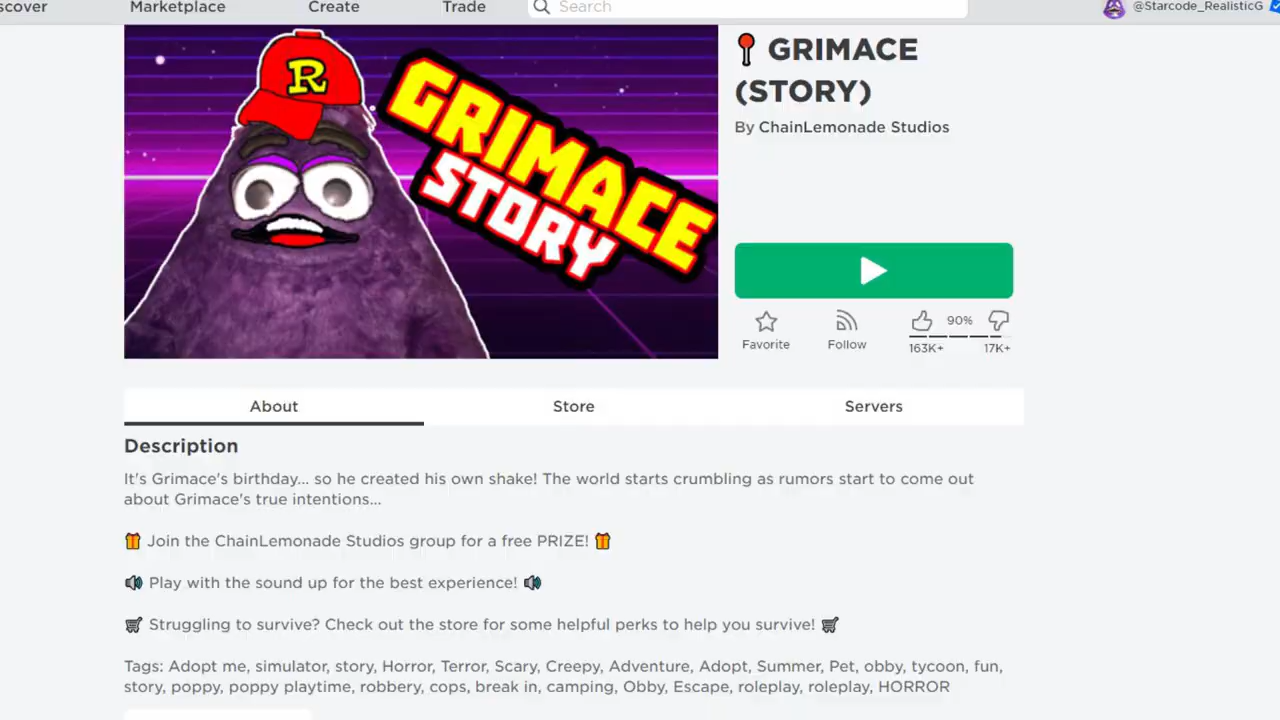 scover Marketplace Create Trade Search @Starcode_RealisticG
R
GRIMACE
STORY
GRIMACE
(STORY)
By ChainLemonade Studios
Favorite Follow 90%
163K+ 17K+
About Store Servers
Description
It's Grimace's birthday... so he created his own shake! The world starts crumbling as rumors start to come out
about Grimace's true intentions...
Join the ChainLemonade Studios group for a free PRIZE!
Play with the sound up for the best experience!
Struggling to survive? Check out the store for some helpful perks to help you survive!
Tags: Adopt me, simulator, story, Horror, Terror, Scary, Creepy, Adventure, Adopt, Summer, Pet, obby, tycoon, fun,
story, poppy, poppy playtime, robbery, cops, break in, camping, Obby, Escape, roleplay, roleplay, HORROR